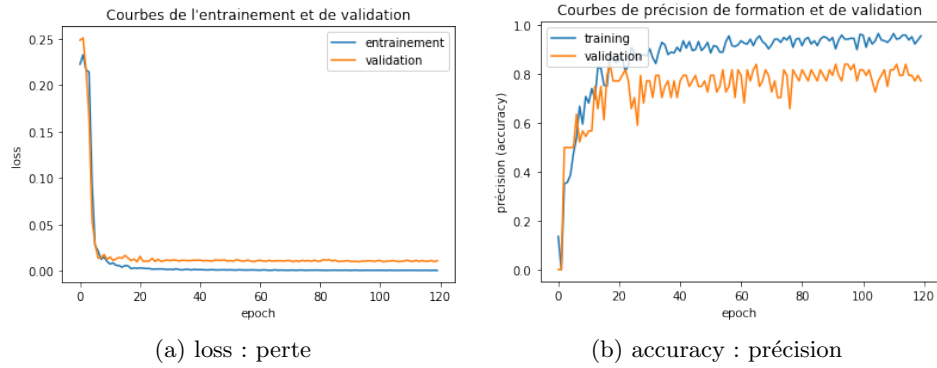 Courbes de l'entrainement et de validation
entrainement
validation
0.25
0.20
0.15
0.10
0.05
0.00
loss
0 20 40 60 80 100 120
epoch
(a) loss : perte
Courbes de précision de formation et de validation
training
validation
1.0
0.8
0.6
0.4
0.2
0.0
précision (accuracy)
0 20 40 60 80 100 120
epoch
(b) accuracy : précision